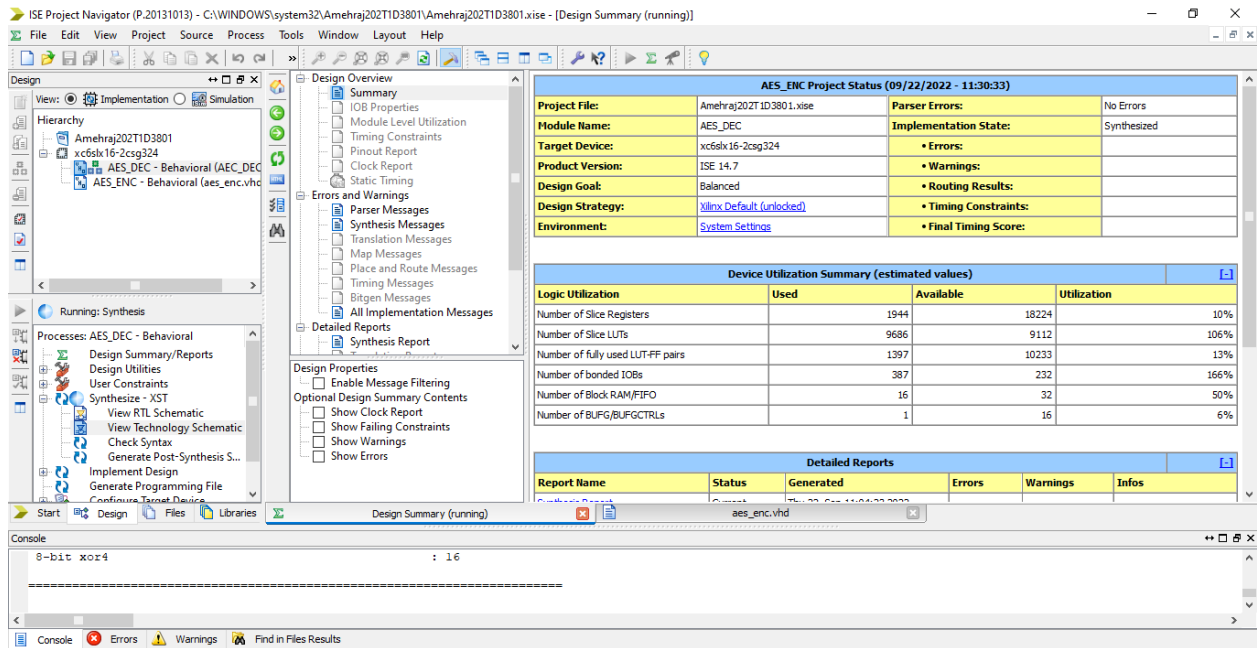 ISE Project Navigator (P.20131013) - C:\WINDOWS\system32\Amehraj202T1D3801\Amehraj202T1D3801.xise - [Design Summary (running)]
File Edit View Project Source Process Tools Window Layout Help
Design
View: Implementation Simulation
Hierarchy
Amehraj202T1D3801
xc6slx16-2csg324
AES_DEC - Behavioral (AEC_DEC
AES_ENC - Behavioral (aes_enc.vhd
Running: Synthesis
Processes: AES_DEC - Behavioral
Design Summary/Reports
Design Utilities
User Constraints
Synthesize - XST
View RTL Schematic
View Technology Schematic
Check Syntax
Generate Post-Synthesis S...
Implement Design
Generate Programming File
Configure Target Device
Start Design Files Libraries
Design Overview
Summary
IOB Properties
Module Level Utilization
Timing Constraints
Pinout Report
Clock Report
Static Timing
Errors and Warnings
Parser Messages
Synthesis Messages
Translation Messages
Map Messages
Place and Route Messages
Timing Messages
Bitgen Messages
All Implementation Messages
Detailed Reports
Synthesis Report
Design Properties
Enable Message Filtering
Optional Design Summary Contents
Show Clock Report
Show Failing Constraints
Show Warnings
Show Errors
AES_ENC Project Status (09/22/2022 - 11:30:33)
Project File: Amehraj202T1D3801.xise Parser Errors: No Errors
Module Name: AES_DEC Implementation State: Synthesized
Target Device: xc6slx16-2csg324 • Errors:
Product Version: ISE 14.7 • Warnings:
Design Goal: Balanced • Routing Results:
Design Strategy: Xilinx Default (unlocked) • Timing Constraints:
Environment: System Settings • Final Timing Score:
Device Utilization Summary (estimated values) [-]
Logic Utilization Used Available Utilization
Number of Slice Registers 1944 18224 10%
Number of Slice LUTs 9686 9112 106%
Number of fully used LUT-FF pairs 1397 10233 13%
Number of bonded IOBs 387 232 166%
Number of Block RAM/FIFO 16 32 50%
Number of BUFG/BUFGCTRLs 1 16 6%
Detailed Reports [-]
Report Name Status Generated Errors Warnings Infos
Design Summary (running) aes_enc.vhd
Console
8-bit xor4 : 16
=========================================================================
Console Errors Warnings Find in Files Results